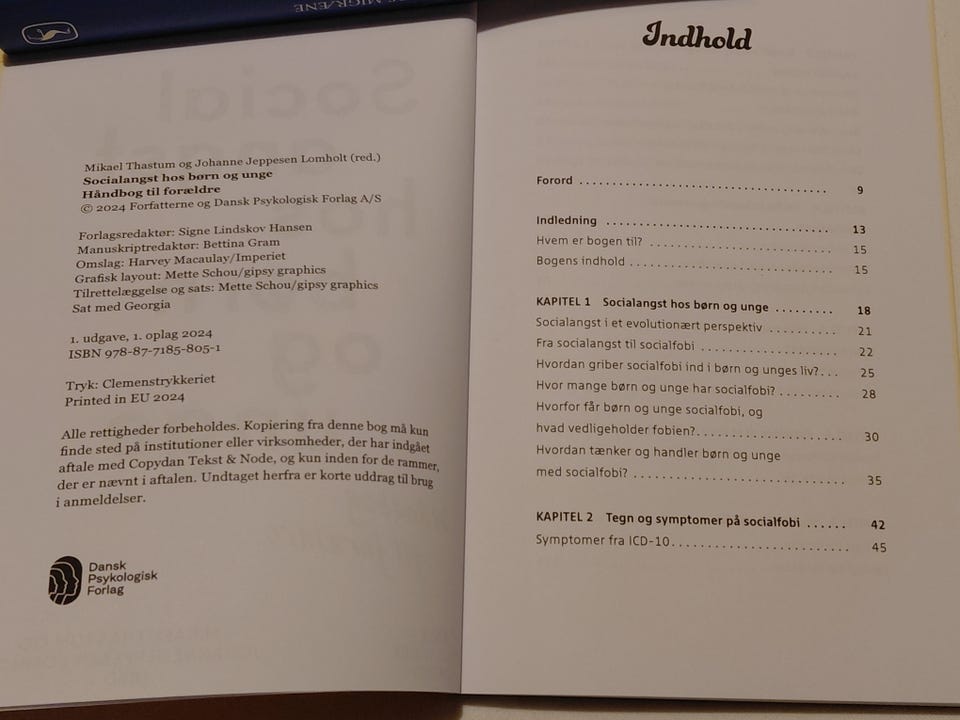 MIGRÆNE
Mikael Thastum og Johanne Jeppesen Lomholt (red.)
Socialangst hos børn og unge
Håndbog til forældre
© 2024 Forfatterne og Dansk Psykologisk Forlag A/S
Forlagsredaktør: Signe Lindskov Hansen
Manuskriptredaktør: Bettina Gram
Omslag: Harvey Macaulay/Imperiet
Grafisk layout: Mette Schou/gipsy graphics
Tilrettelæggelse og sats: Mette Schou/gipsy graphics
Sat med Georgia
1. udgave, 1. oplag 2024
ISBN 978-87-7185-805-1
Tryk: Clemenstrykkeriet
Printed in EU 2024
Alle rettigheder forbeholdes. Kopiering fra denne bog må kun
finde sted på institutioner eller virksomheder, der har indgået
aftale med Copydan Tekst & Node, og kun inden for de rammer,
der er nævnt i aftalen. Undtaget herfra er korte uddrag til brug
i anmeldelser.
Dansk
Psykologisk
Forlag
Indhold
Forord .......... 9
Indledning .......... 13
Hvem er bogen til? .......... 15
Bogens indhold .......... 15
KAPITEL 1 Socialangst hos børn og unge .......... 18
Socialangst i et evolutionært perspektiv .......... 21
Fra socialangst til socialfobi .......... 22
Hvordan griber socialfobi ind i børn og unges liv?... 25
Hvor mange børn og unge har socialfobi? .......... 28
Hvorfor får børn og unge socialfobi, og
hvad vedligeholder fobien?.......... 30
Hvordan tænker og handler børn og unge
med socialfobi? .......... 35
KAPITEL 2 Tegn og symptomer på socialfobi ...... 42
Symptomer fra ICD-10.......... 45